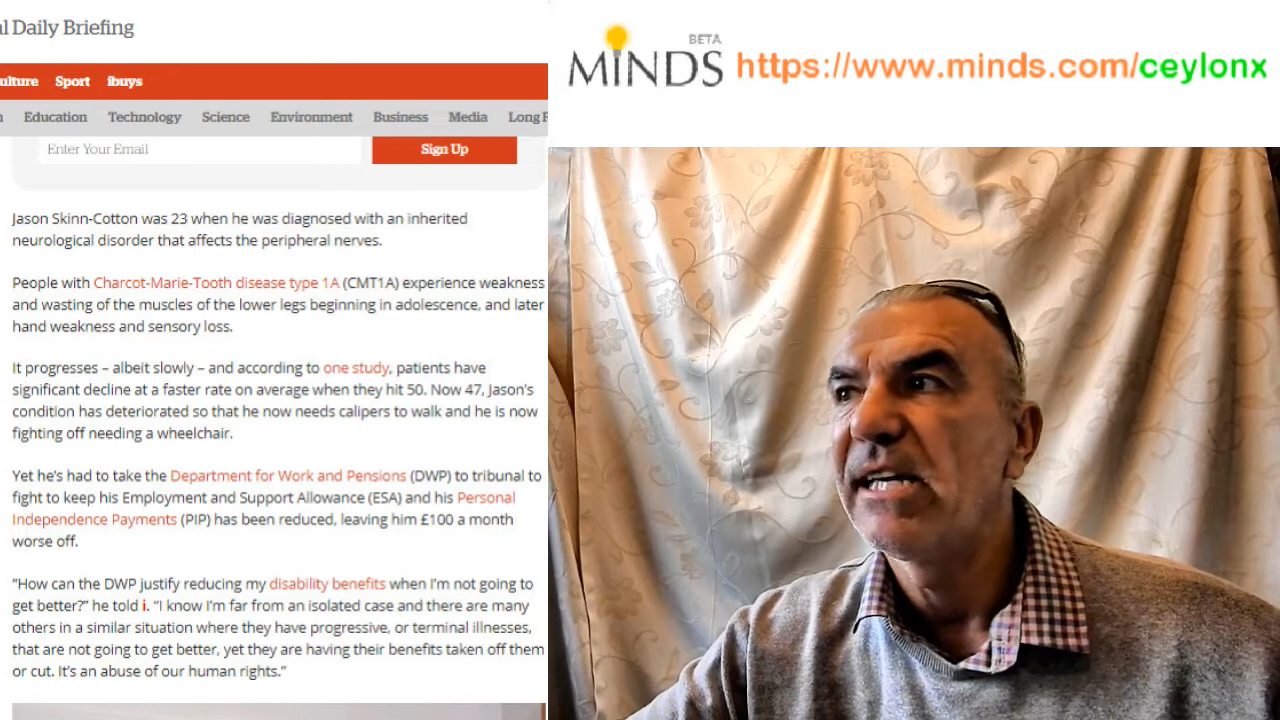 al Daily Briefing
ulture Sport ibuys
n Education Technology Science Environment Business Media Long F
Enter Your Email Sign Up
Jason Skinn-Cotton was 23 when he was diagnosed with an inherited
neurological disorder that affects the peripheral nerves.
People with Charcot-Marie-Tooth disease type 1A (CMT1A) experience weakness
and wasting of the muscles of the lower legs beginning in adolescence, and later
hand weakness and sensory loss.
It progresses – albeit slowly – and according to one study, patients have
significant decline at a faster rate on average when they hit 50. Now 47, Jason's
condition has deteriorated so that he now needs calipers to walk and he is now
fighting off needing a wheelchair.
Yet he's had to take the Department for Work and Pensions (DWP) to tribunal to
fight to keep his Employment and Support Allowance (ESA) and his Personal
Independence Payments (PIP) has been reduced, leaving him £100 a month
worse off.
"How can the DWP justify reducing my disability benefits when I'm not going to
get better?" he told i. "I know I'm far from an isolated case and there are many
others in a similar situation where they have progressive, or terminal illnesses,
that are not going to get better, yet they are having their benefits taken off them
or cut. It's an abuse of our human rights."
BETA
MINDS https://www.minds.com/ceylonx